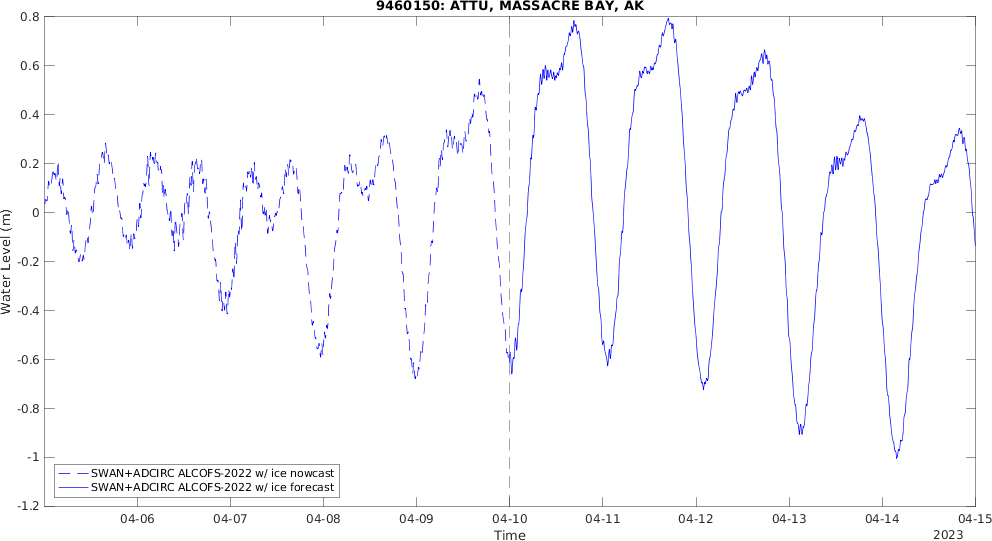 9460150: ATTU, MASSACRE BAY, AK
Water Level (m)
0.8
0.6
0.4
0.2
0
-0.2
-0.4
-0.6
-0.8
-1
-1.2
SWAN+ADCIRC ALCOFS-2022 w/ ice nowcast
SWAN+ADCIRC ALCOFS-2022 w/ ice forecast
04-06 04-07 04-08 04-09 04-10 04-11 04-12 04-13 04-14 04-15
Time
2023